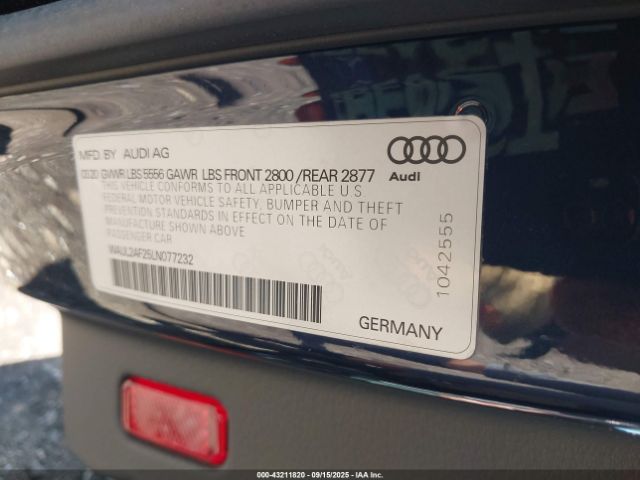 MFD. BY AUDI AG
03/20 GVWR LBS 5556 GAWR LBS FRONT 2800 /REAR 2877
THIS VEHICLE CONFORMS TO ALL APPLICABLE U.S.
FEDERAL MOTOR VEHICLE SAFETY, BUMPER AND THEFT
PREVENTION STANDARDS IN EFFECT ON THE DATE OF
MANUFACTURE SHOWN ABOVE
PASSENGER CAR
WAUL2AF25LN077232
Audi
1042555
GERMANY
000-43211820 - 09/15/2025 - IAAI.COM